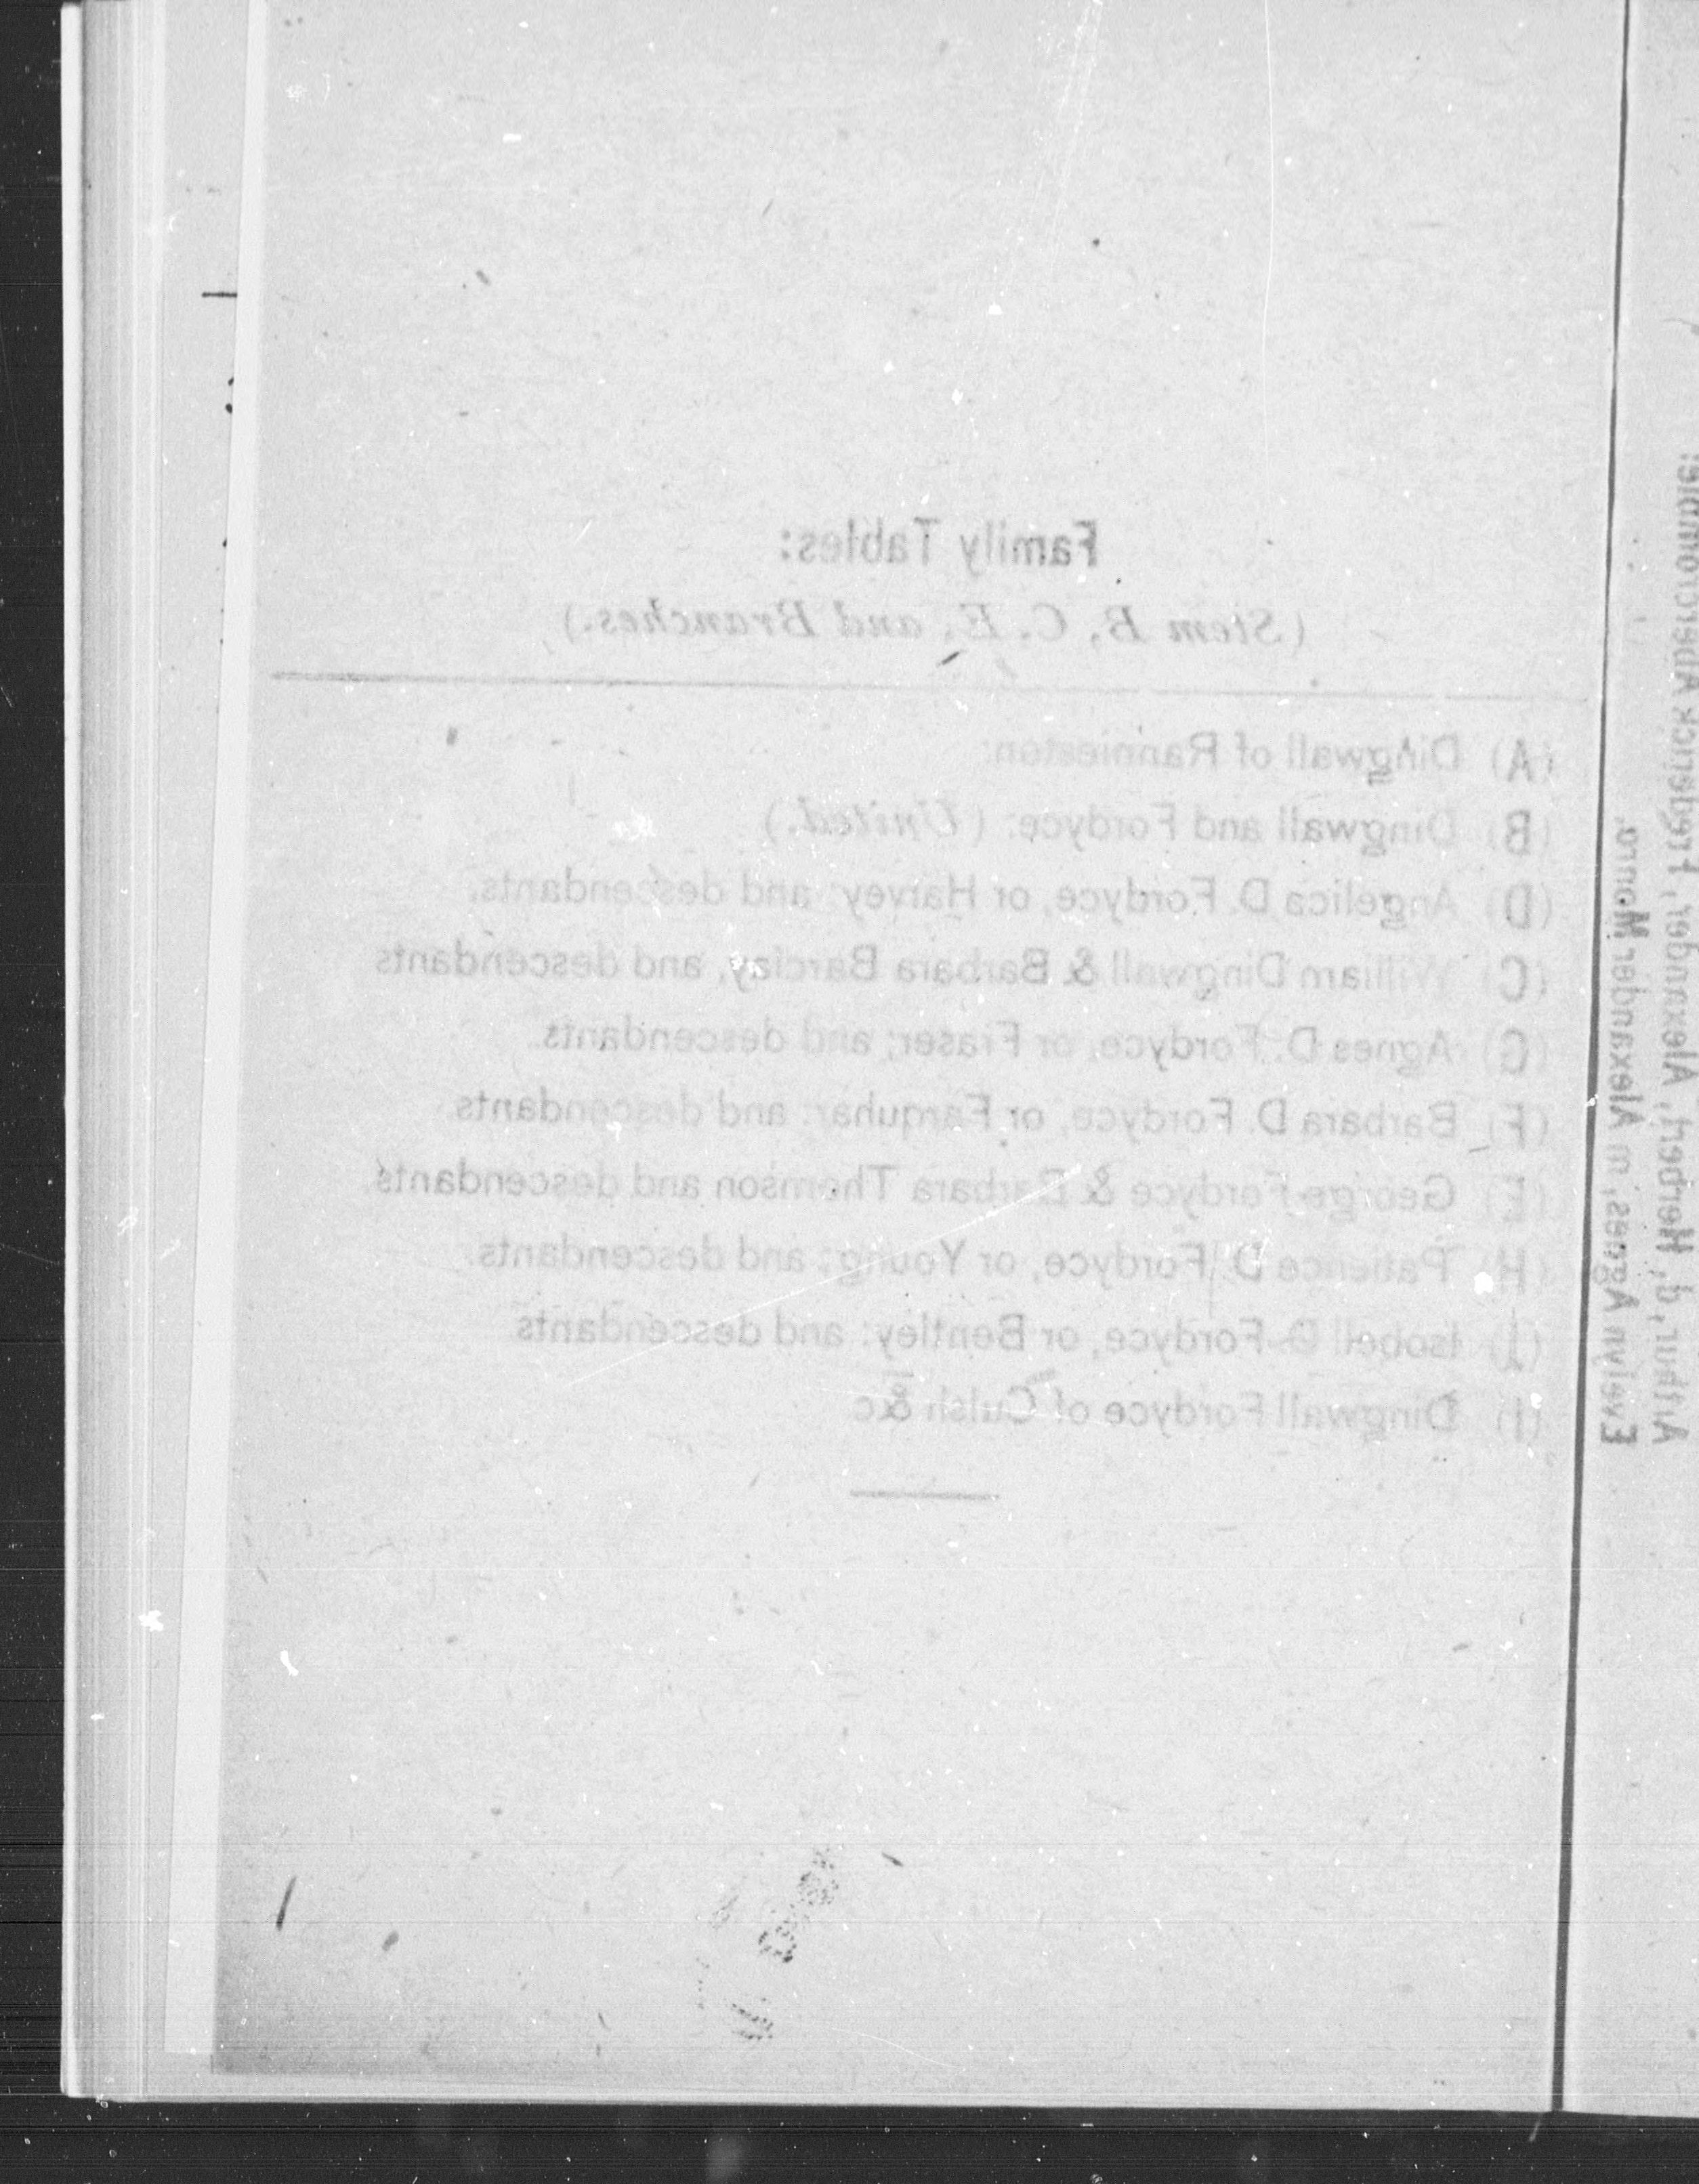 Family Tables:
(Stem B, C. E, and Branches.)
(A) Dingwall of Rannieston.
(B) Dingwall and Fordyce: (United.)
(D) Angelica D. Fordyce, or Harvey: and descendants.
(C) William Dingwall & Barbara Barclay, and descendants
(G) Agnes D. Fordyce, or Fraser; and descendants.
(F) Barbara D. Fordyce, or Farquhar: and descendants
(E) George Fordyce & Barbara Thomson and descendants.
(H) Patience D. Fordyce, or Young; and descendants.
(J) Isobell D Fordyce, or Bentley: and descendants
(I) Dingwall Fordyce of Culsh &c
Evelyn Agnes, m Alexander Monro.
Arthur, d, Herbert, Alexander, Frederick Abercrombie: